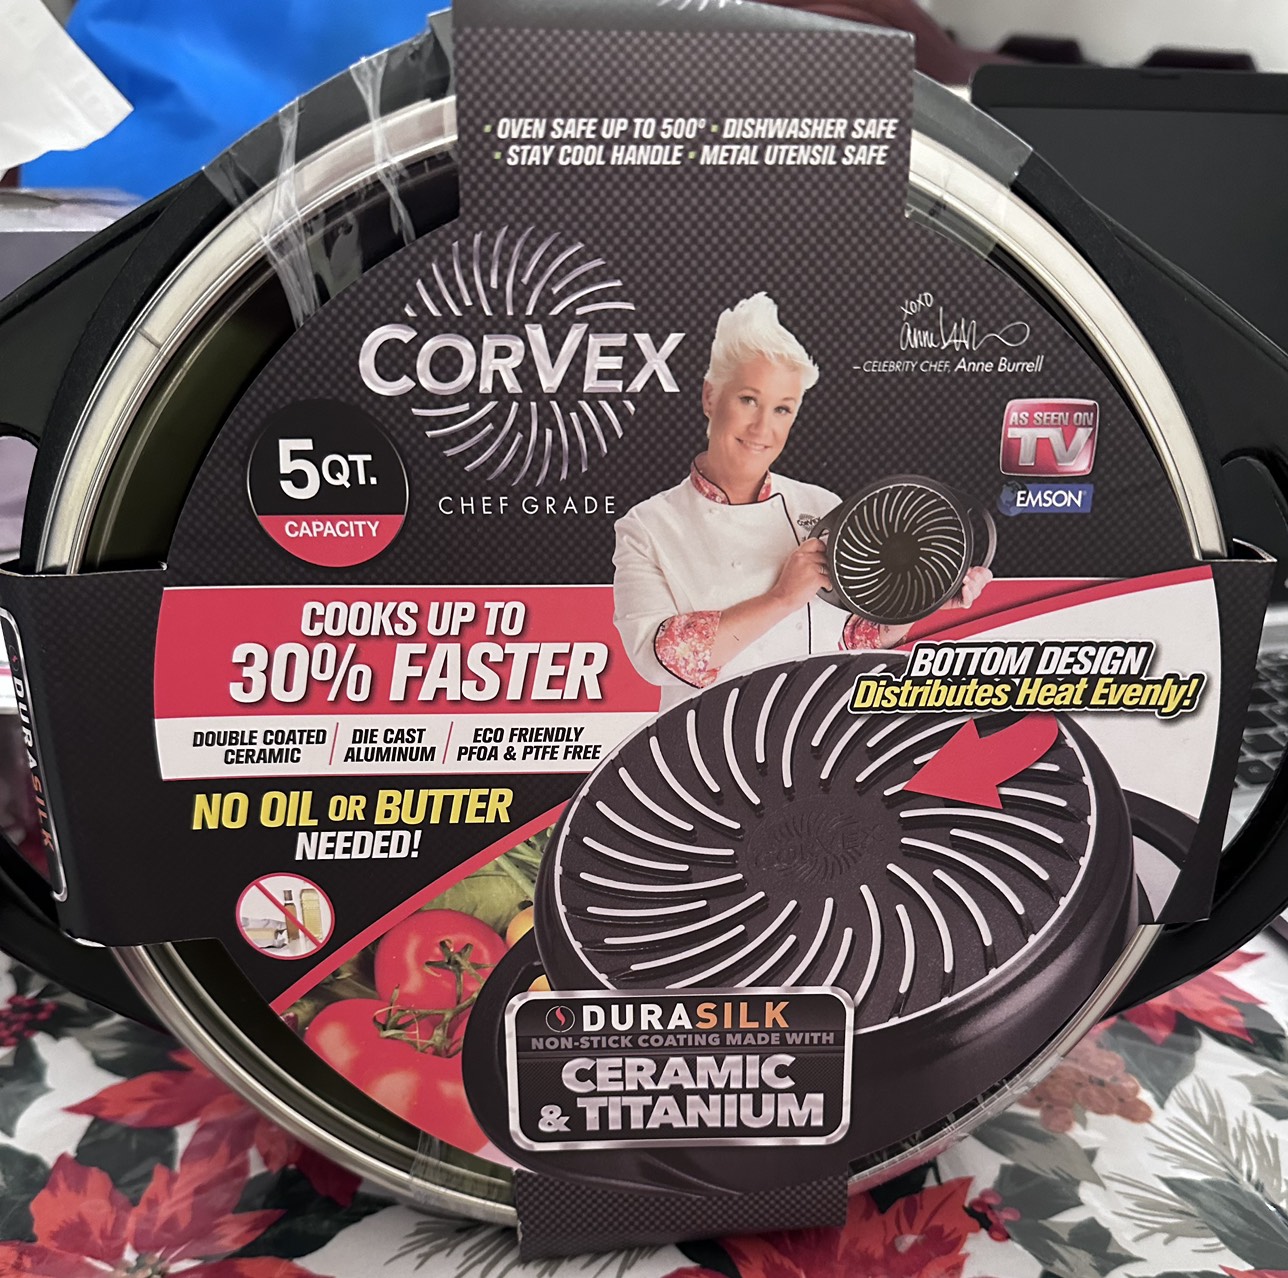 · OVEN SAFE UP TO 500° · DISHWASHER SAFE
· STAY COOL HANDLE · METAL UTENSIL SAFE
CORVEX
CHEF GRADE
xoxo
– CELEBRITY CHEF, Anne Burrell
AS SEEN ON
TV
EMSON
5QT.
CAPACITY
COOKS UP TO
30% FASTER
DOUBLE COATED
CERAMIC
DIE CAST
ALUMINUM
ECO FRIENDLY
PFOA & PTFE FREE
NO OIL OR BUTTER
NEEDED!
BOTTOM DESIGN
Distributes Heat Evenly!
DURASILK
NON-STICK COATING MADE WITH
CERAMIC
& TITANIUM
DURASILK